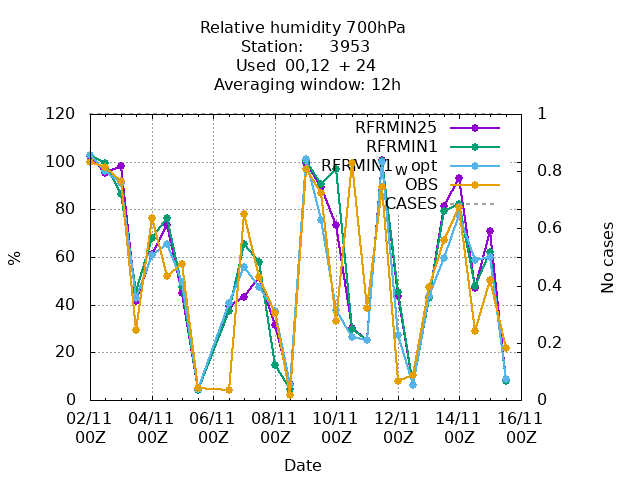 Relative humidity 700hPa
Station: 3953
Used 00,12 + 24
Averaging window: 12h
120
100
80
60
40
20
0
%
1
0.8
0.6
0.4
0.2
0
No cases
RFRMIN25
RFRMIN1
RFRMIN1w opt
OBS
CASES
02/11 04/11 06/11 08/11 10/11 12/11 14/11 16/11
00Z 00Z 00Z 00Z 00Z 00Z 00Z 00Z
Date